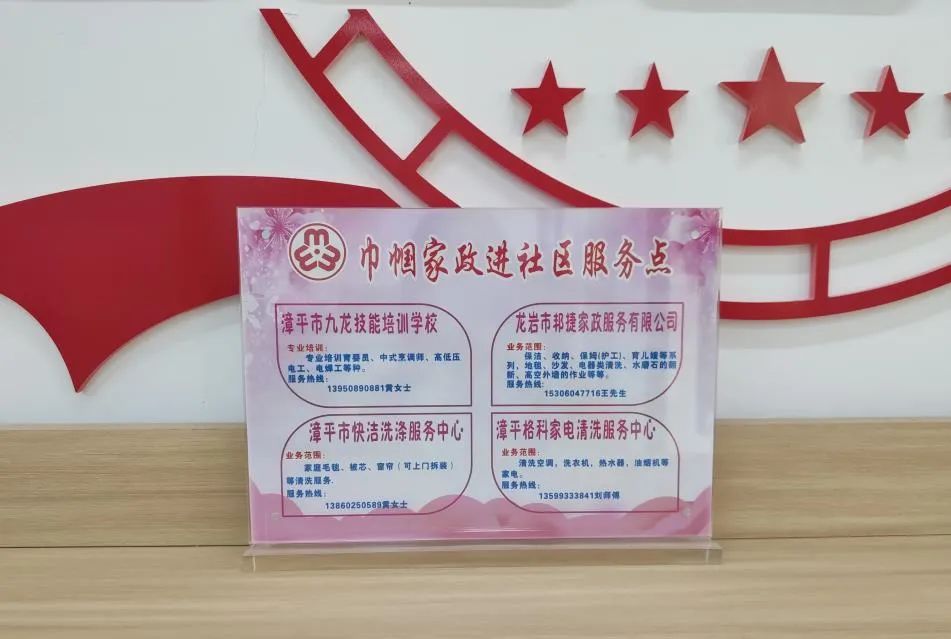 巾帼家政进社区服务点
漳平市九龙技能培训学校
专业培训：
专业培训育婴员、中式烹调师、高低压
电工、电焊工等种。
服务热线：
13950890881黄女士
龙岩市邦捷家政服务有限公司
业务范围：
保洁、收纳、保姆(护工)、育儿嫂等系
列，地毯、沙发、电器类清洗、水磨石的翻
新、高空外墙的作业等等。
服务热线：
15306047716王先生
漳平市快洁洗涤服务中心
业务范围：
家庭毛毯、被芯、窗帘（可上门拆装）
等清洗服务.
服务热线：
13860250589黄女士
漳平格科家电清洗服务中心
业务范围：
清洗空调，洗衣机，热水器，油烟机等
家电。
服务热线：
13599333841刘师傅